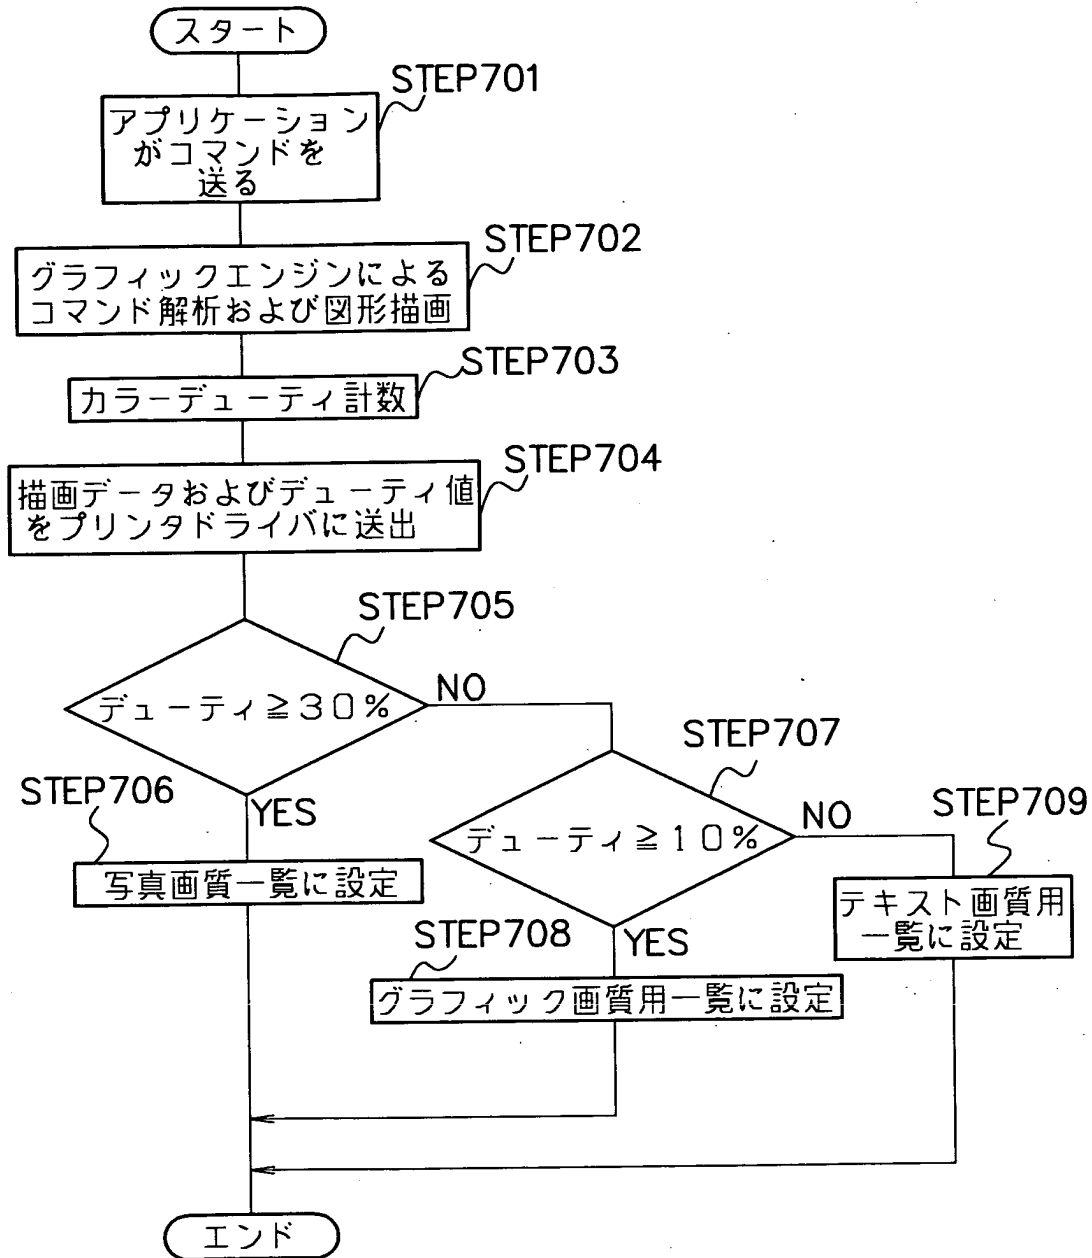 スタート
STEP701
アプリケーション
がコマンドを
送る
STEP702
グラフィックエンジンによる
コマンド解析および図形描画
STEP703
カラーデューティ計数
STEP704
描画データおよびデューティ値
をプリンタドライバに送出
STEP705
デューティ≧30%
NO
YES
STEP706
写真画質一覧に設定
STEP707
デューティ≧10%
NO
YES
STEP708
グラフィック画質用一覧に設定
STEP709
テキスト画質用
一覧に設定
エンド